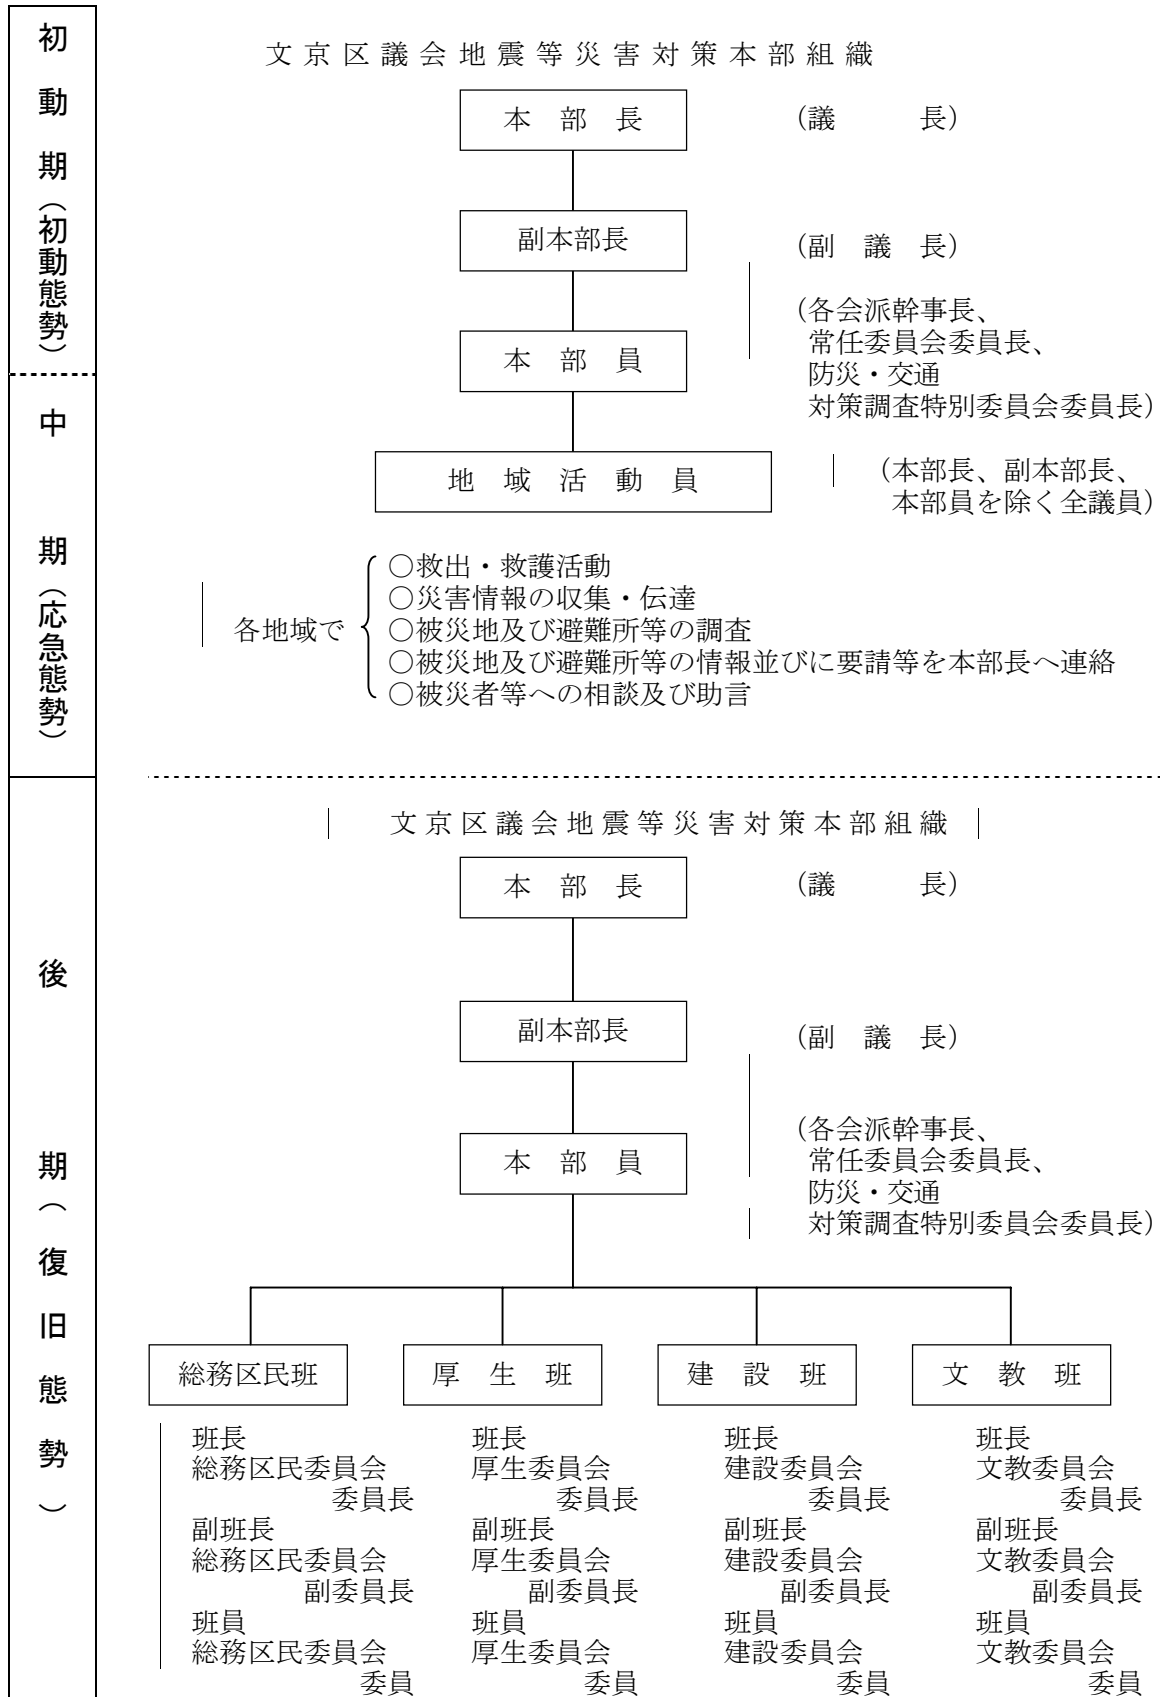 初動期(初動態勢)
文京区議会地震等災害対策本部組織
本部長 (議長)
副本部長 (副議長)
本部員 (各会派幹事長、
常任委員会委員長、
防災・交通
対策調査特別委員会委員長)
中期(応急態勢)
地域活動員 (本部長、副本部長、
本部員を除く全議員)
各地域で
○救出・救護活動
○災害情報の収集・伝達
○被災地及び避難所等の調査
○被災地及び避難所等の情報並びに要請等を本部長へ連絡
○被災者等への相談及び助言
後期(復旧態勢)
文京区議会地震等災害対策本部組織
本部長 (議長)
副本部長 (副議長)
本部員 (各会派幹事長、
常任委員会委員長、
防災・交通
対策調査特別委員会委員長)
総務区民班
班長
総務区民委員会
委員長
副班長
総務区民委員会
副委員長
班員
総務区民委員会
委員
厚生班
班長
厚生委員会
委員長
副班長
厚生委員会
副委員長
班員
厚生委員会
委員
建設班
班長
建設委員会
委員長
副班長
建設委員会
副委員長
班員
建設委員会
委員
文教班
班長
文教委員会
委員長
副班長
文教委員会
副委員長
班員
文教委員会
委員